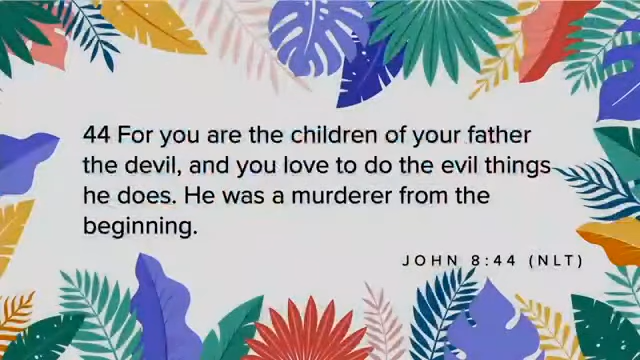 44 For you are the children of your father
the devil, and you love to do the evil things
he does. He was a murderer from the
beginning.
JOHN 8:44 (NLT)